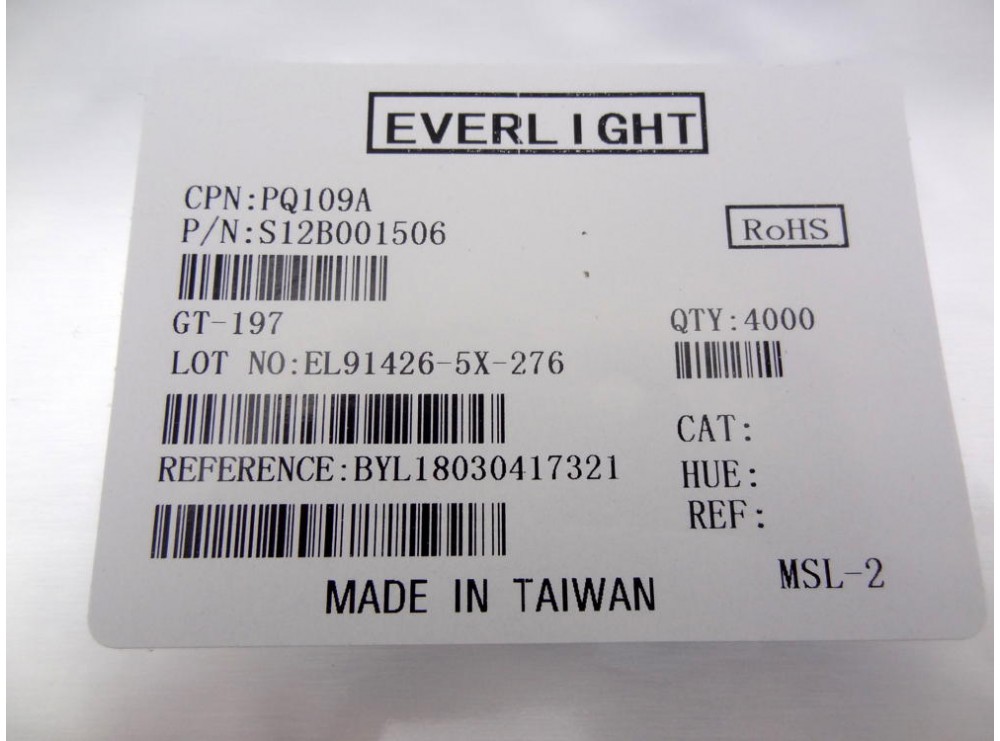 EVERLIGHT
CPN:PQ109A
P/N:S12B001506
RoHS
GT-197
QTY:4000
LOT NO:EL91426-5X-276
CAT:
REFERENCE:BYL18030417321
HUE:
REF:
MSL-2
MADE IN TAIWAN